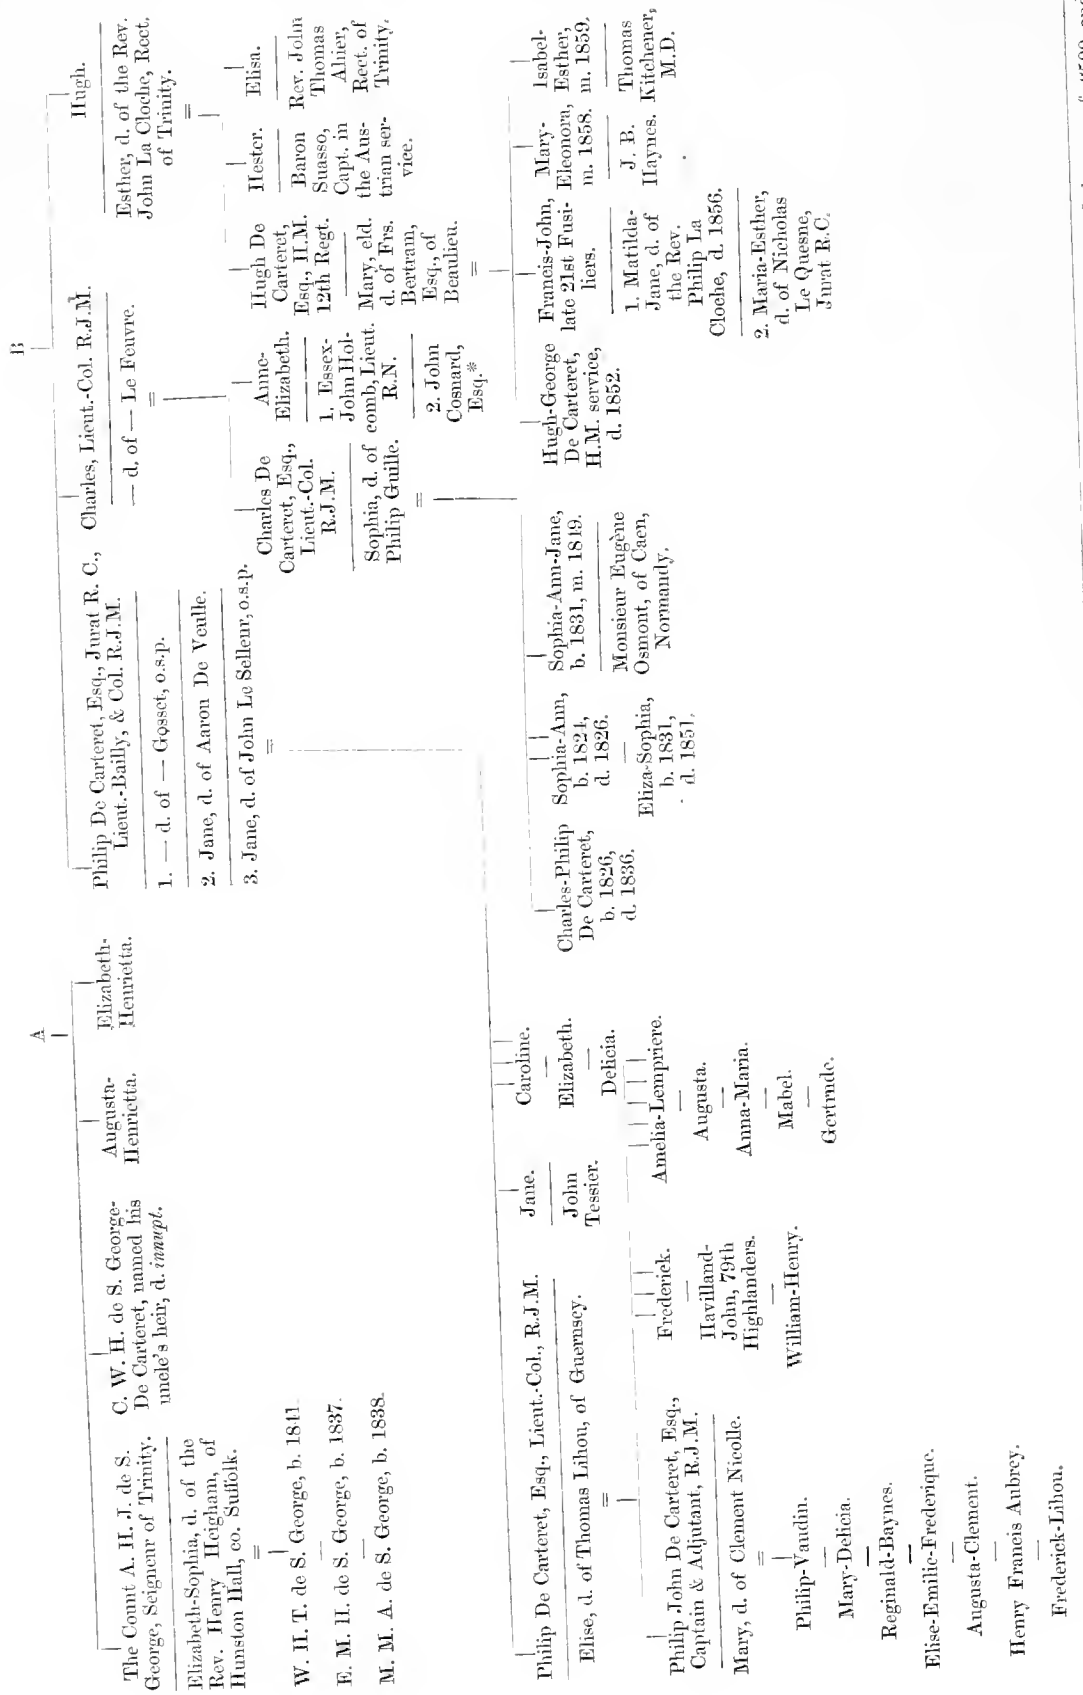 A
The Count A. H. J. de S.
George, Seigneur of Trinity.
Elizabeth-Sophia, d. of the
Rev. Henry Heigham, of
Hunston Hall, co. Suffolk.
=
W. H. T. de S. George, b. 1841.
E. M. H. de S. George, b. 1837.
M. M. A. de S. George, b. 1838.
C. W. H. de S. George-
De Carteret, named his
uncle's heir, d. innupt.
Augusta-
Henrietta.
Elizabeth-
Henrietta.
B
Philip De Carteret, Esq., Jurat R. C.,
Lieut.-Bailly, & Col. R.J.M.
1. — d. of — Gosset, o.s.p.
2. Jane, d. of Aaron De Veulle.
3. Jane, d. of John Le Selleur, o.s.p.
=
Charles, Lieut.-Col. R.J.M.
— d. of — Le Feuvre.
=
Hugh.
Esther, d. of the Rev.
John La Cloche, Rect.
of Trinity.
=
Charles De
Carteret, Esq.,
Lieut.-Col.
R.J.M.
Sophia, d. of
Philip Guille.
=
Anne-
Elizabeth.
1. Essex-
John Hol-
comb, Lieut.
R.N.
2. John
Cosnard,
Esq.*
Hugh De
Carteret,
Esq., H.M.
12th Regt.
Mary, eld.
d. of Frs.
Bertram,
Esq., of
Beaulieu.
=
Hester.
Baron
Suasso,
Capt. in
the Aus-
trian ser-
vice.
Elisa.
Rev. John
Thomas
Ahier,
Rect. of
Trinity.
Philip De Carteret, Esq., Lieut.-Col., R.J.M.
Elise, d. of Thomas Lihou, of Guernsey.
=
Jane.
John
Tessier.
Caroline.
Elizabeth.
Delicia.
Charles-Philip
De Carteret,
b. 1826,
d. 1836.
Sophia-Ann,
b. 1824,
d. 1826.
Eliza-Sophia,
b. 1831,
d. 1851.
Sophia-Ann-Jane,
b. 1831, m. 1849.
Monsieur Eugène
Osmont, of Caen,
Normandy.
Hugh-George
De Carteret,
H.M. service,
d. 1852.
Francis-John,
late 21st Fusi-
liers.
1. Matilda-
Jane, d. of
the Rev.
Philip La
Cloche, d. 1856.
2. Maria-Esther,
d. of Nicholas
Le Quesne,
Jurat R.C.
Mary-
Eleonora,
m. 1858.
J. B.
Haynes.
Isabel-
Esther,
m. 1859.
Thomas
Kitchener,
M.D.
Philip John De Carteret, Esq.,
Captain & Adjutant, R.J.M.
Mary, d. of Clement Nicolle.
=
Philip-Vaudin.
Mary-Delicia.
Reginald-Baynes.
Elise-Emilie-Frederique.
Augusta-Clement.
Henry Francis Aubrey.
Frederick-Lihou.
Frederick.
Havilland-
John, 79th
Highlanders.
William-Henry.
Amelia-Lempriere.
Augusta.
Anna-Maria.
Mabel.
Gertrude.